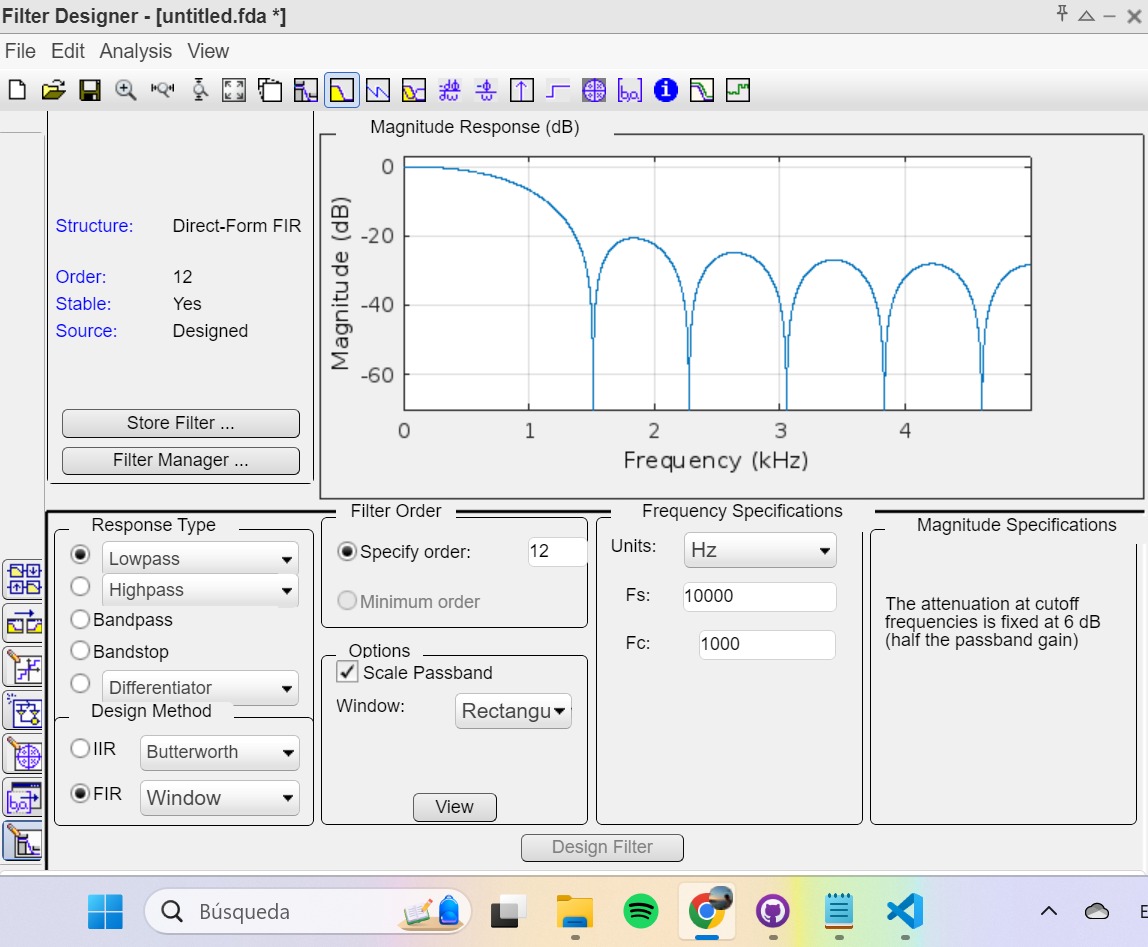 Filter Designer - [untitled.fda *]
File Edit Analysis View
[b,a]
i
Structure: Direct-Form FIR
Order: 12
Stable: Yes
Source: Designed
Store Filter ...
Filter Manager ...
Magnitude Response (dB)
Magnitude (dB)
0
-20
-40
-60
0 1 2 3 4
Frequency (kHz)
Response Type
Lowpass
Highpass
Bandpass
Bandstop
Differentiator
Design Method
IIR Butterworth
FIR Window
Filter Order
Specify order: 12
Minimum order
Options
Scale Passband
Window: Rectangu
View
Frequency Specifications
Units: Hz
Fs: 10000
Fc: 1000
Magnitude Specifications
The attenuation at cutoff
frequencies is fixed at 6 dB
(half the passband gain)
Design Filter
Búsqueda
E